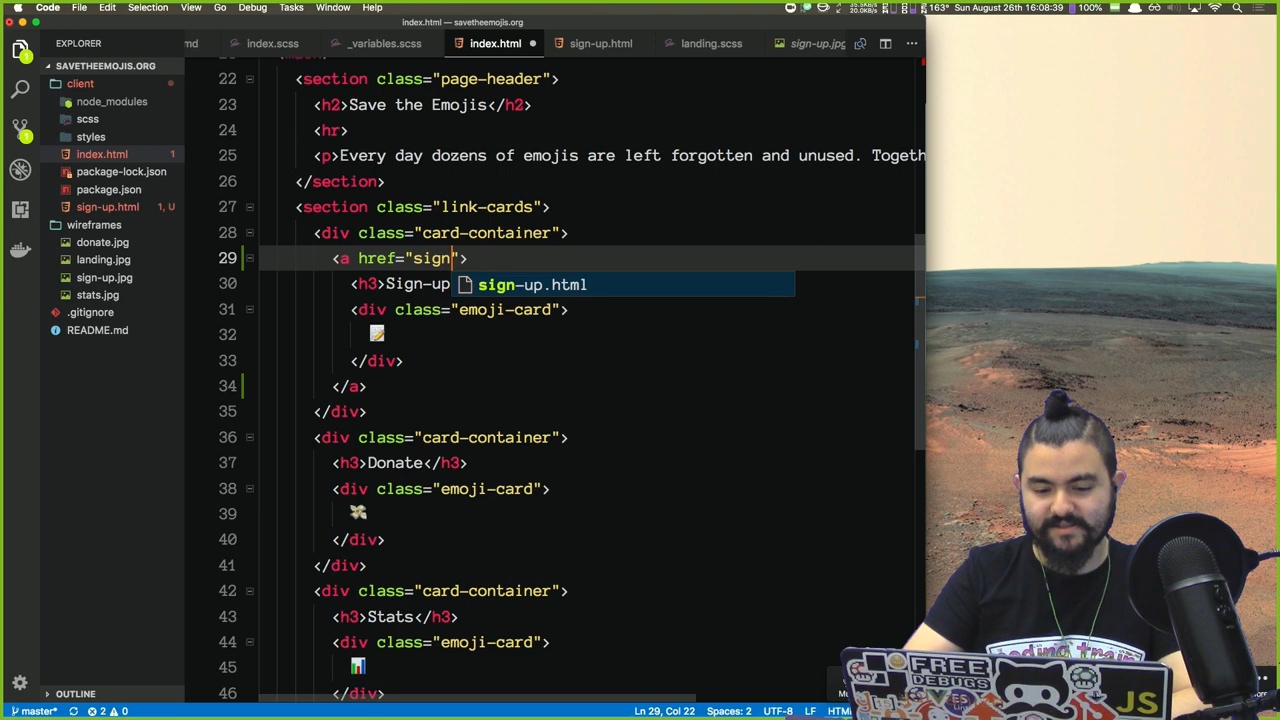 Code File Edit Selection View Go Debug Tasks Window Help
163° Sun August 26th 16:08:39 100%
index.html — savetheemojis.org
EXPLORER
md index.scss _variables.scss index.html sign-up.html landing.scss sign-up.jpg
SAVETHEEMOJIS.ORG
client
node_modules
scss
styles
index.html 1
package-lock.json
package.json
sign-up.html 1, U
wireframes
donate.jpg
landing.jpg
sign-up.jpg
stats.jpg
.gitignore
README.md
OUTLINE
22 <section class="page-header">
23 <h2>Save the Emojis</h2>
24 <hr>
25 <p>Every day dozens of emojis are left forgotten and unused. Togeth
26 </section>
27 <section class="link-cards">
28 <div class="card-container">
29 <a href="sign">
30 <h3>Sign-up
sign-up.html
31 <div class="emoji-card">
32 📝
33 </div>
34 </a>
35 </div>
36 <div class="card-container">
37 <h3>Donate</h3>
38 <div class="emoji-card">
39 💸
40 </div>
41 </div>
42 <div class="card-container">
43 <h3>Stats</h3>
44 <div class="emoji-card">
45 📊
46 </div>
master* 2 0 Ln 29, Col 22 Spaces: 2 UTF-8 LF HTM
FREE
DEBUGS
JS